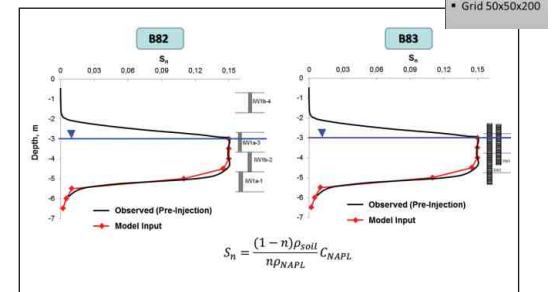 ▪ Grid 50x50x200
B82
B83
Sn
Sn
0 0,03 0,06 0,09 0,12 0,15
0 0,03 0,06 0,09 0,12 0,15
0
-1
-2
-3
-4
-5
-6
-7
Depth, m
0
-1
-2
-3
-4
-5
-6
-7
Observed (Pre-Injection)
Model Input
Observed (Pre-Injection)
Model Input
Sn = (1 − n)ρsoil / nρNAPL CNAPL